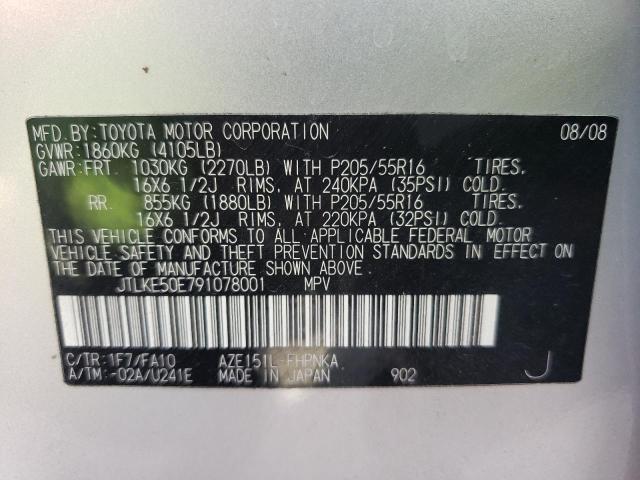 MFD.BY:TOYOTA MOTOR CORPORATION 08/08
GVWR:1860KG (4105LB)
GAWR:FRT. 1030KG (2270LB) WITH P205/55R16 TIRES.
16X6 1/2J RIMS. AT 240KPA (35PSI) COLD.
RR. 855KG (1880LB) WITH P205/55R16 TIRES.
16X6 1/2J RIMS. AT 220KPA (32PSI) COLD.
THIS VEHICLE CONFORMS TO ALL APPLICABLE FEDERAL MOTOR
VEHICLE SAFETY AND THEFT PREVENTION STANDARDS IN EFFECT ON
THE DATE OF MANUFACTURE SHOWN ABOVE.
JTLKE50E791078001 MPV
C/TR:1F7/FA10 AZE151L-FHPNKA
A/TM:-02A/U241E MADE IN JAPAN 902 J